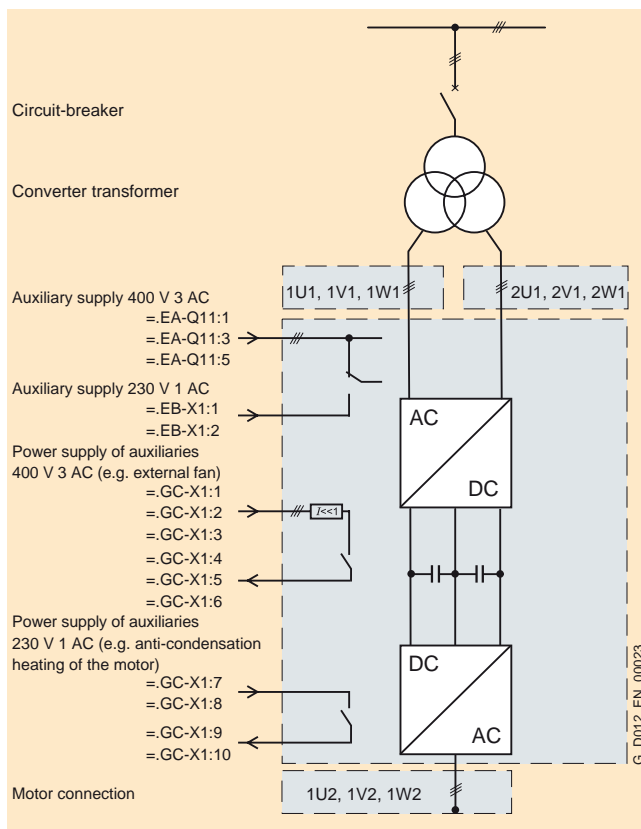 Circuit-breaker
Converter transformer
1U1, 1V1, 1W1
2U1, 2V1, 2W1
Auxiliary supply 400 V 3 AC
=.EA-Q11:1
=.EA-Q11:3
=.EA-Q11:5
Auxiliary supply 230 V 1 AC
=.EB-X1:1
=.EB-X1:2
AC
DC
Power supply of auxiliaries
400 V 3 AC (e.g. external fan)
=.GC-X1:1
=.GC-X1:2
=.GC-X1:3
I<<1
=.GC-X1:4
=.GC-X1:5
=.GC-X1:6
Power supply of auxiliaries
230 V 1 AC (e.g. anti-condensation
heating of the motor)
=.GC-X1:7
=.GC-X1:8
=.GC-X1:9
=.GC-X1:10
DC
AC
Motor connection
1U2, 1V2, 1W2
G_D012_EN_00023